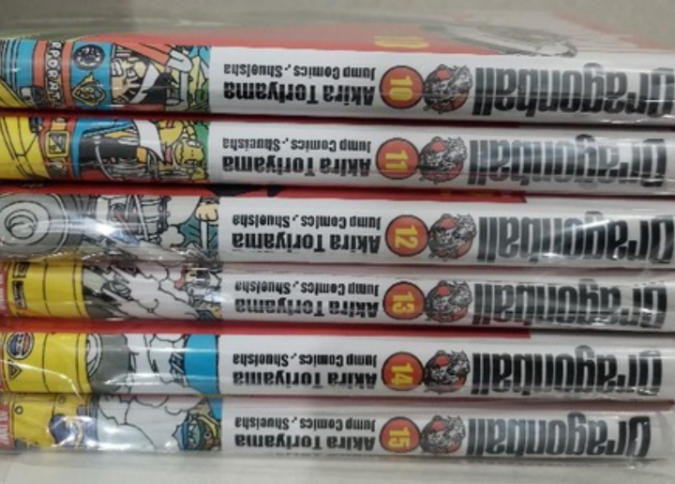 Dragonball 10 Akira Toriyama
Jump Comics, Shueisha
Dragonball 11 Akira Toriyama
Jump Comics, Shueisha
Dragonball 12 Akira Toriyama
Jump Comics, Shueisha
Dragonball 13 Akira Toriyama
Jump Comics, Shueisha
Dragonball 14 Akira Toriyama
Jump Comics, Shueisha
Dragonball 15 Akira Toriyama
Jump Comics, Shueisha